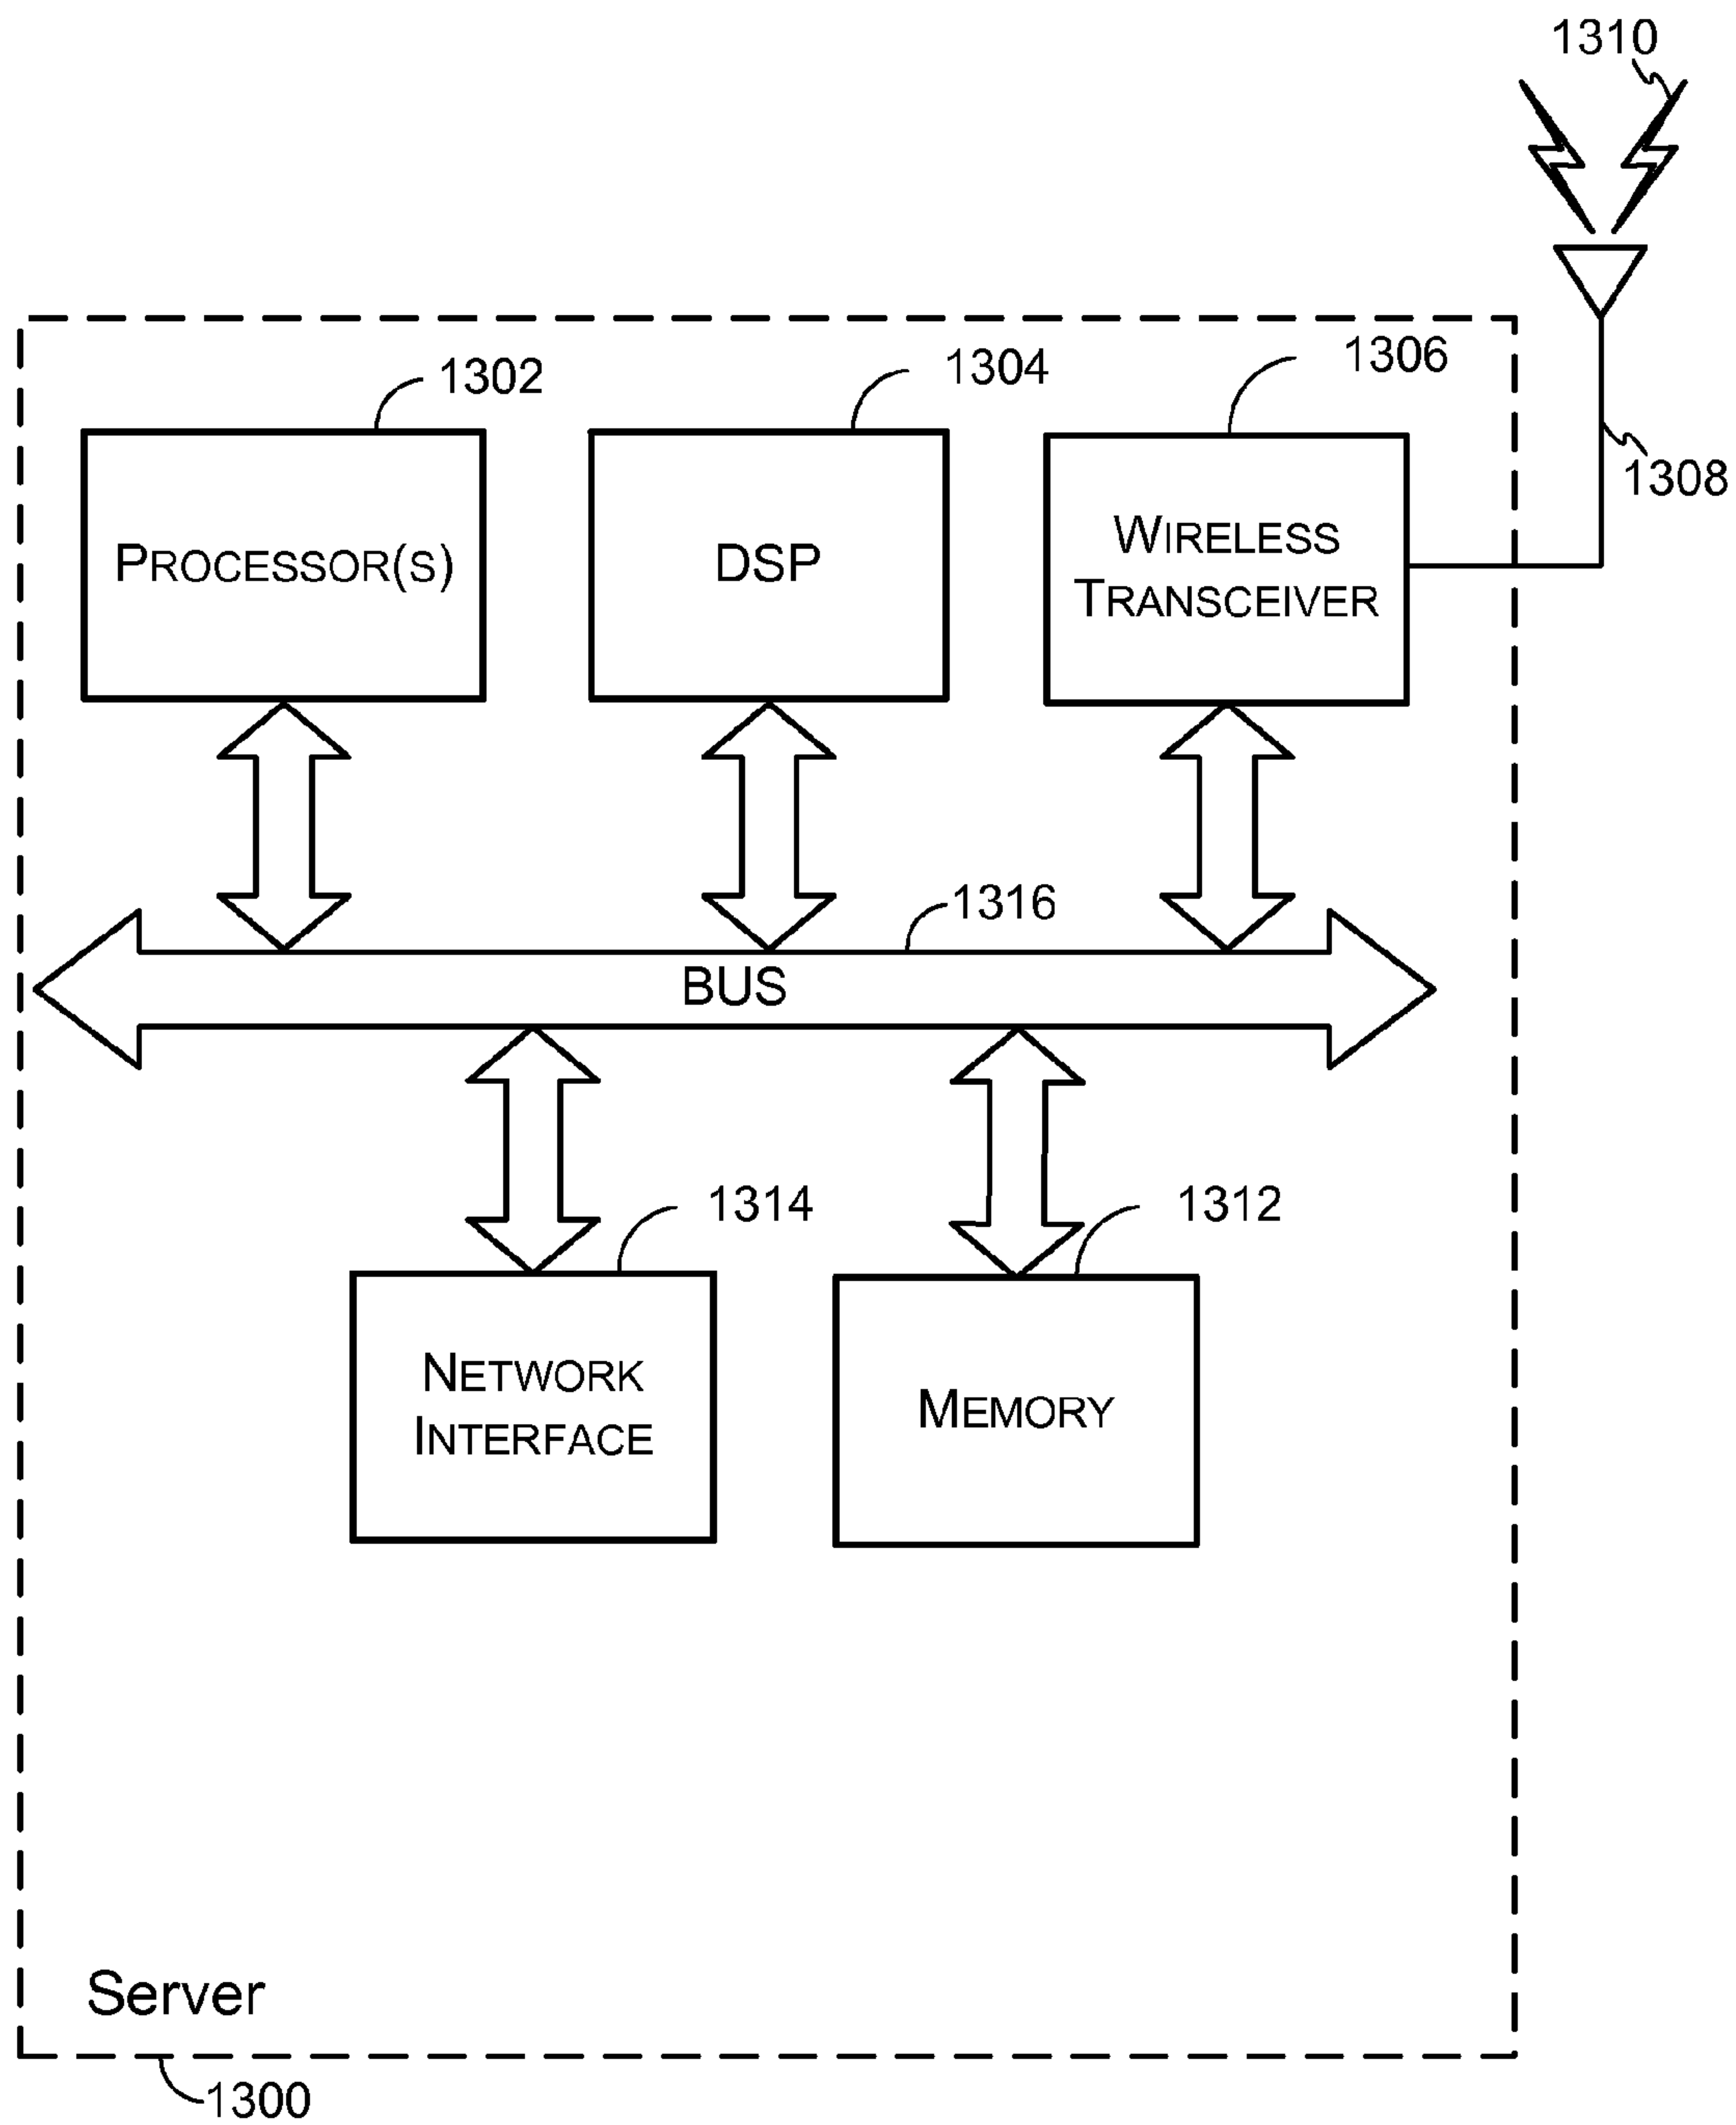 1310
1302
1304
1306
1308
PROCESSOR(S)
DSP
WIRELESS
TRANSCEIVER
1316
BUS
1314
1312
NETWORK
INTERFACE
MEMORY
Server
1300